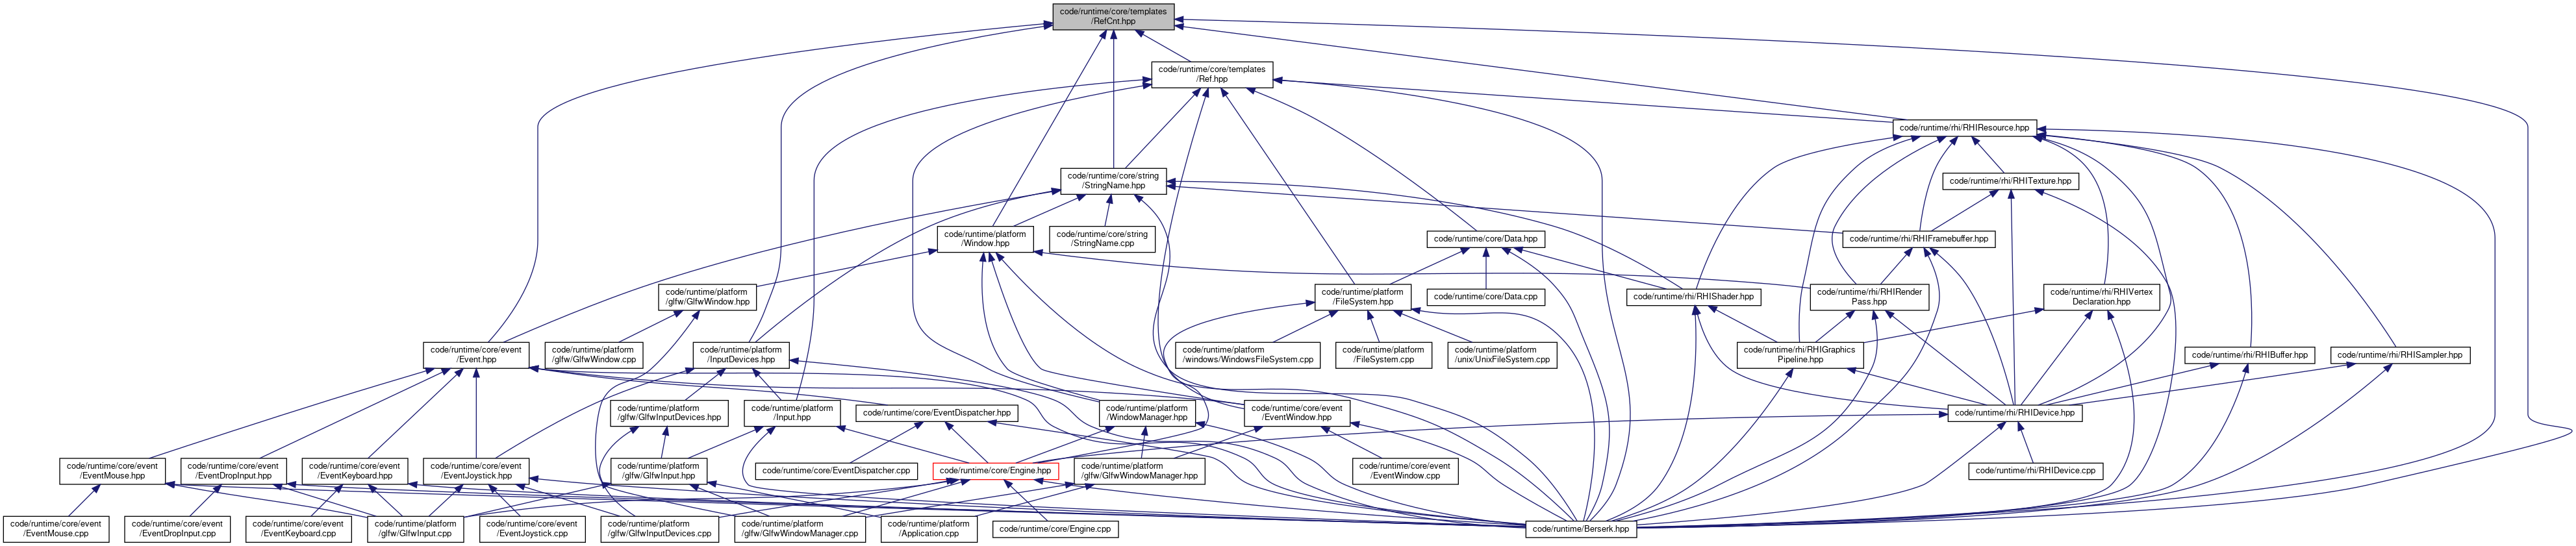 code/runtime/core/templates
/RefCnt.hpp
code/runtime/core/templates
/Ref.hpp
code/runtime/rhi/RHIResource.hpp
code/runtime/core/string
/StringName.hpp
code/runtime/rhi/RHITexture.hpp
code/runtime/platform
/Window.hpp
code/runtime/core/string
/StringName.cpp
code/runtime/core/Data.hpp
code/runtime/rhi/RHIFramebuffer.hpp
code/runtime/platform
/glfw/GlfwWindow.hpp
code/runtime/platform
/FileSystem.hpp
code/runtime/core/Data.cpp
code/runtime/rhi/RHIShader.hpp
code/runtime/rhi/RHIRender
Pass.hpp
code/runtime/rhi/RHIVertex
Declaration.hpp
code/runtime/core/event
/Event.hpp
code/runtime/platform
/glfw/GlfwWindow.cpp
code/runtime/platform
/InputDevices.hpp
code/runtime/platform
/windows/WindowsFileSystem.cpp
code/runtime/platform
/FileSystem.cpp
code/runtime/platform
/unix/UnixFileSystem.cpp
code/runtime/rhi/RHIGraphics
Pipeline.hpp
code/runtime/rhi/RHIBuffer.hpp
code/runtime/rhi/RHISampler.hpp
code/runtime/platform
/glfw/GlfwInputDevices.hpp
code/runtime/platform
/Input.hpp
code/runtime/core/EventDispatcher.hpp
code/runtime/platform
/WindowManager.hpp
code/runtime/core/event
/EventWindow.hpp
code/runtime/rhi/RHIDevice.hpp
code/runtime/core/event
/EventMouse.hpp
code/runtime/core/event
/EventDropInput.hpp
code/runtime/core/event
/EventKeyboard.hpp
code/runtime/core/event
/EventJoystick.hpp
code/runtime/platform
/glfw/GlfwInput.hpp
code/runtime/core/EventDispatcher.cpp
code/runtime/core/Engine.hpp
code/runtime/platform
/glfw/GlfwWindowManager.hpp
code/runtime/core/event
/EventWindow.cpp
code/runtime/rhi/RHIDevice.cpp
code/runtime/core/event
/EventMouse.cpp
code/runtime/core/event
/EventDropInput.cpp
code/runtime/core/event
/EventKeyboard.cpp
code/runtime/platform
/glfw/GlfwInput.cpp
code/runtime/core/event
/EventJoystick.cpp
code/runtime/platform
/glfw/GlfwInputDevices.cpp
code/runtime/platform
/glfw/GlfwWindowManager.cpp
code/runtime/platform
/Application.cpp
code/runtime/core/Engine.cpp
code/runtime/Berserk.hpp